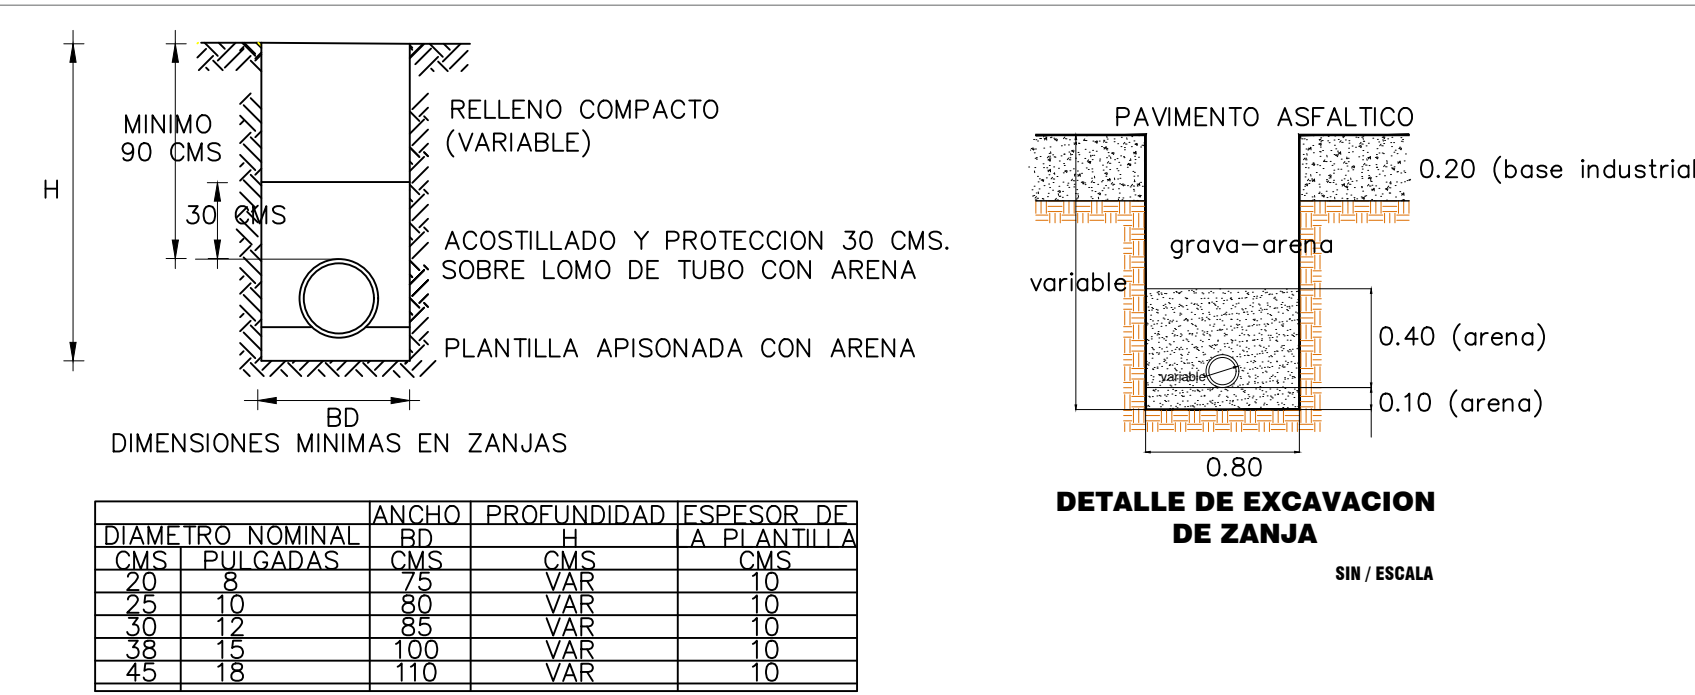 H
MINIMO
90 CMS
30 CMS
RELLENO COMPACTO
(VARIABLE)
ACOSTILLADO Y PROTECCION 30 CMS.
SOBRE LOMO DE TUBO CON ARENA
PLANTILLA APISONADA CON ARENA
BD
DIMENSIONES MINIMAS EN ZANJAS
ANCHO PROFUNDIDAD ESPESOR DE
DIAMETRO NOMINAL BD H LA PLANTILLA
CMS PULGADAS CMS CMS CMS
20 8 75 VAR 10
25 10 80 VAR 10
30 12 85 VAR 10
38 15 100 VAR 10
45 18 110 VAR 10
PAVIMENTO ASFALTICO
0.20 (base industrial
grava-arena
variable
0.40 (arena)
variable
0.10 (arena)
0.80
DETALLE DE EXCAVACION
DE ZANJA
SIN / ESCALA